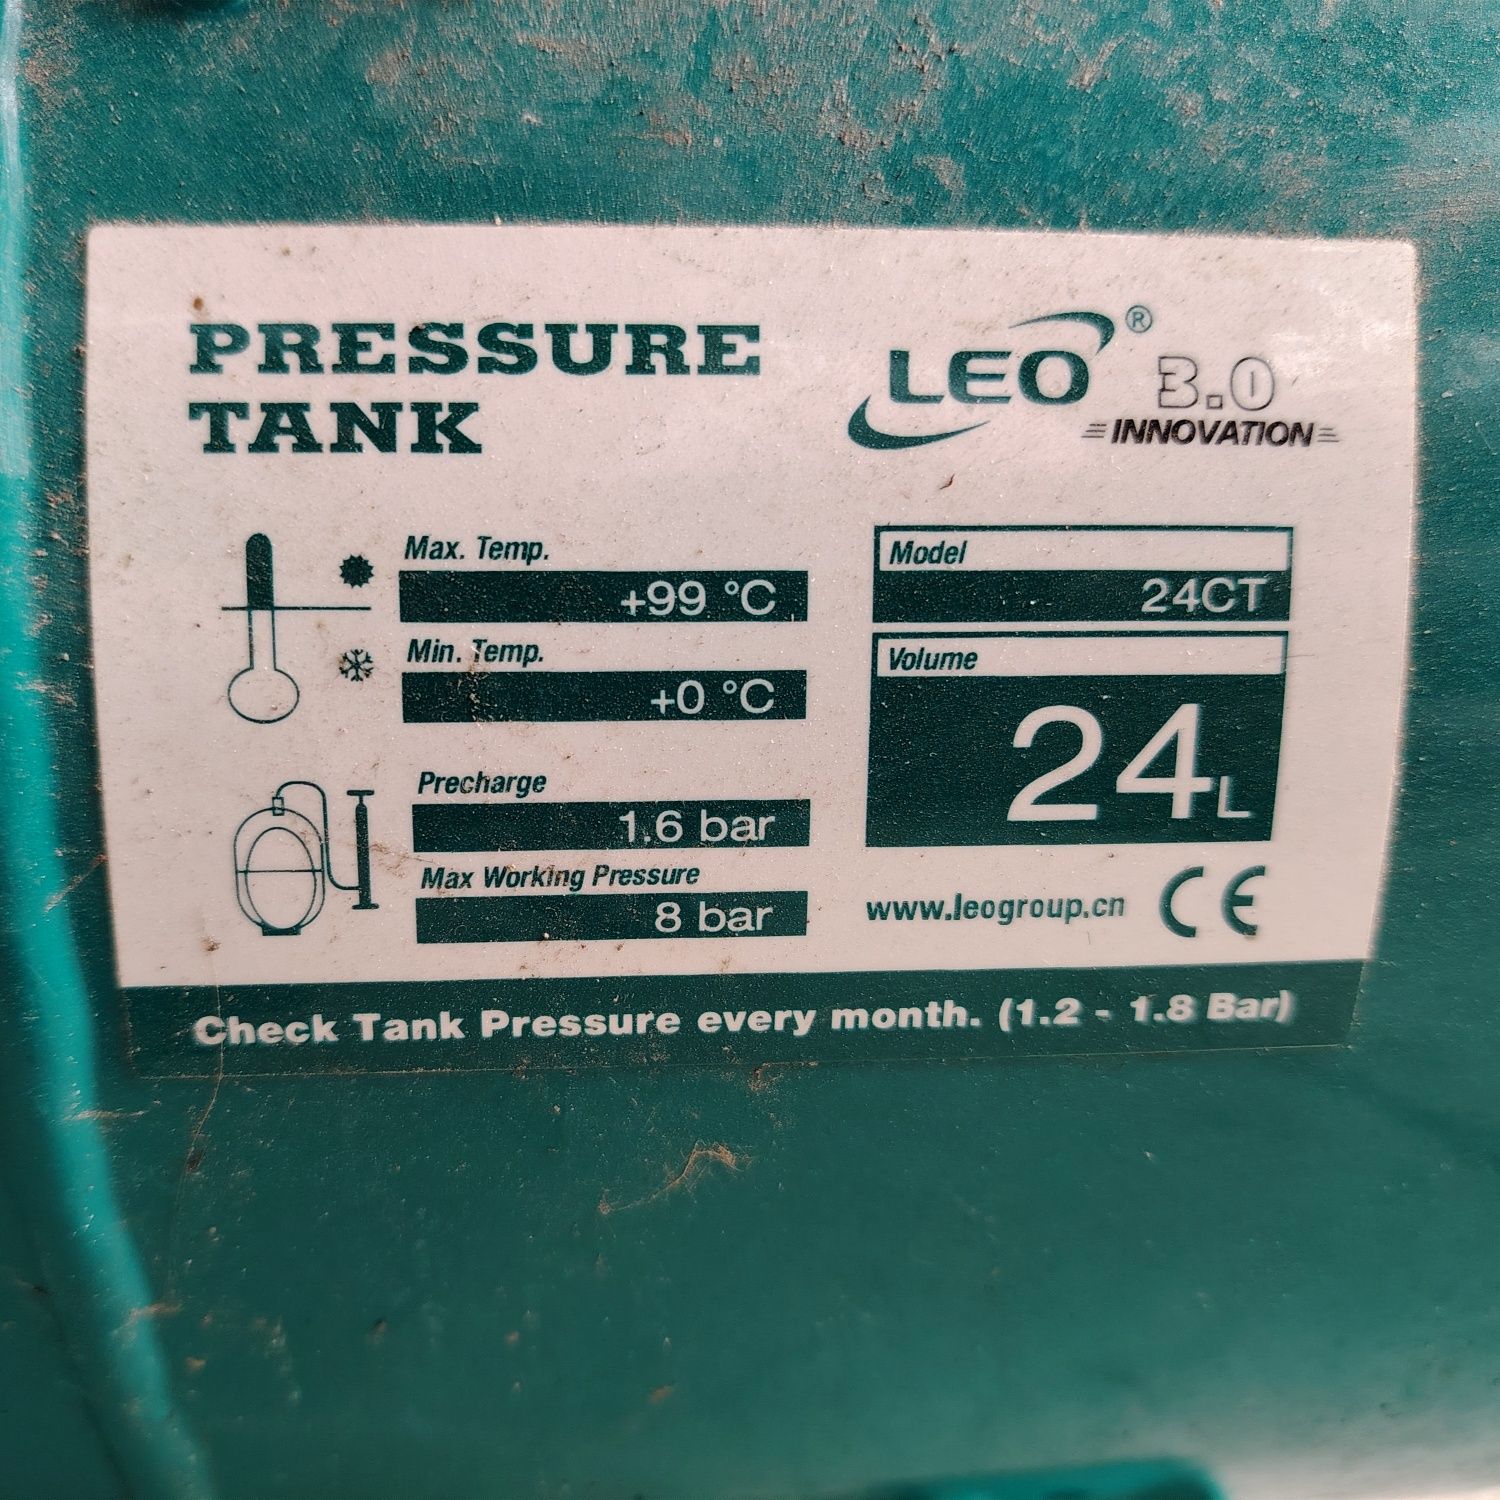 PRESSURE
TANK
LEO®
3.0
INNOVATION
Max. Temp.
+99 °C
Min. Temp.
+0 °C
Precharge
1.6 bar
Max Working Pressure
8 bar
Model
24CT
Volume
24L
www.leogroup.cn CE
Check Tank Pressure every month. (1.2 - 1.8 Bar)